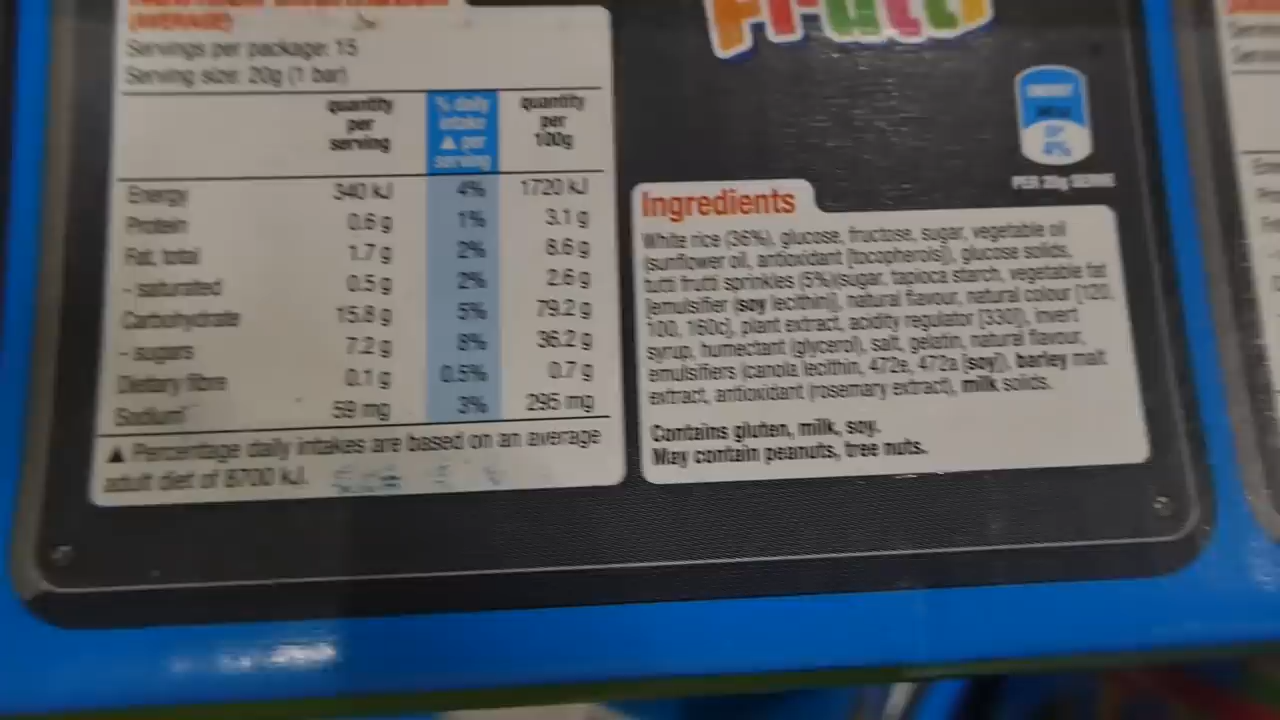 (AVERAGE)
Servings per package: 15
Serving size: 20g (1 bar)
quantity per serving
% daily intake ▲ per serving
quantity per 100g
Energy 340 kJ 4% 1720 kJ
Protein 0.6 g 1% 3.1 g
Fat, total 1.7 g 2% 8.6 g
- saturated 0.5 g 2% 2.6 g
Carbohydrate 15.8 g 5% 79.2 g
- sugars 7.2 g 8% 36.2 g
Dietary fibre 0.1 g 0.5% 0.7 g
Sodium 59 mg 3% 295 mg
▲ Percentage daily intakes are based on an average
adult diet of 8700 kJ.
Frutti
ENERGY
4%
PER 20g SERVE
Ingredients
White rice (36%), glucose, fructose, sugar, vegetable oil
[sunflower oil, antioxidant [tocopherols]), glucose solids,
tutti frutti sprinkles (5%)(sugar, tapioca starch, vegetable fat
[emulsifier (soy lecithin)], natural flavour, natural colour [120,
100, 160c], plant extract, acidity regulator [330]), invert
syrup, humectant (glycerol), salt, gelatin, natural flavour,
emulsifiers (canola lecithin, 472e, 472a [soy]), barley malt
extract, antioxidant (rosemary extract), milk solids.
Contains gluten, milk, soy.
May contain peanuts, tree nuts.